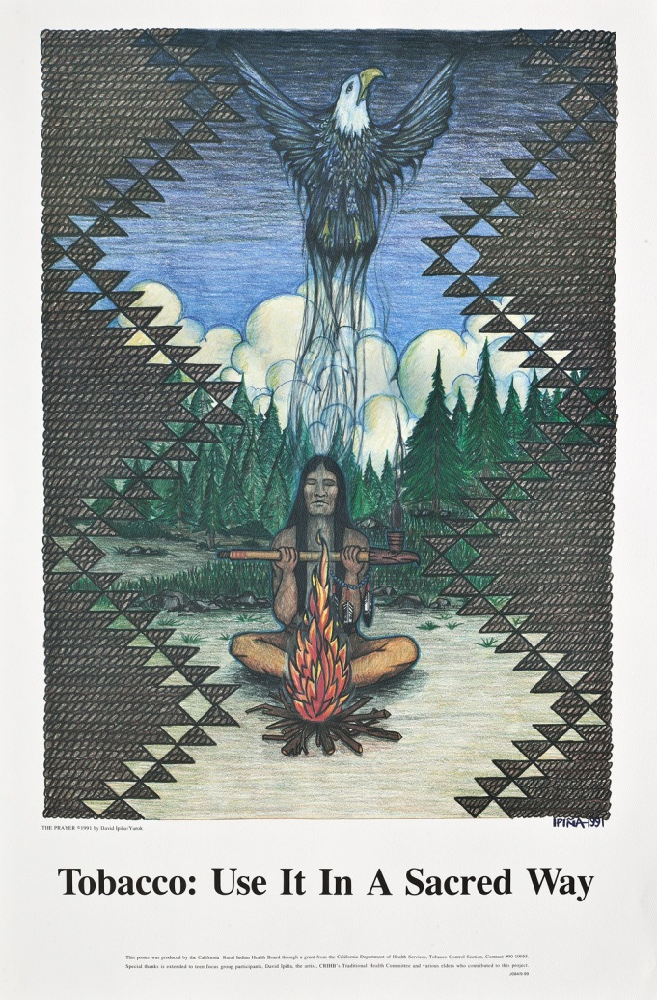 IPIÑA 1991
THE PRAYER ©1991 by David Ipiña/Yurok
Tobacco: Use It In A Sacred Way
This poster was produced by the California Rural Indian Health Board through a grant from the California Department of Health Services, Tobacco Control Section, Contract #90-10955.
Special thanks is extended to teen focus group participants, David Ipiña, the artist, CRIHB's Traditional Health Committee and various elders who contributed to this project.